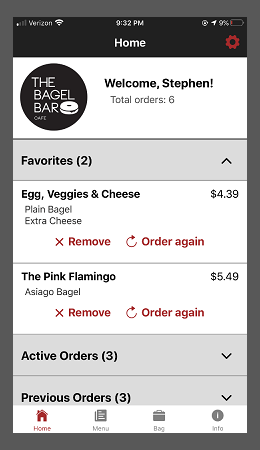 Verizon 9:32 PM 9%
Home
THE
BAGEL
BAR
CAFE
Welcome, Stephen!
Total orders: 6
Favorites (2)
Egg, Veggies & Cheese $4.39
Plain Bagel
Extra Cheese
Remove Order again
The Pink Flamingo $5.49
Asiago Bagel
Remove Order again
Active Orders (3)
Previous Orders (3)
Home Menu Bag Info